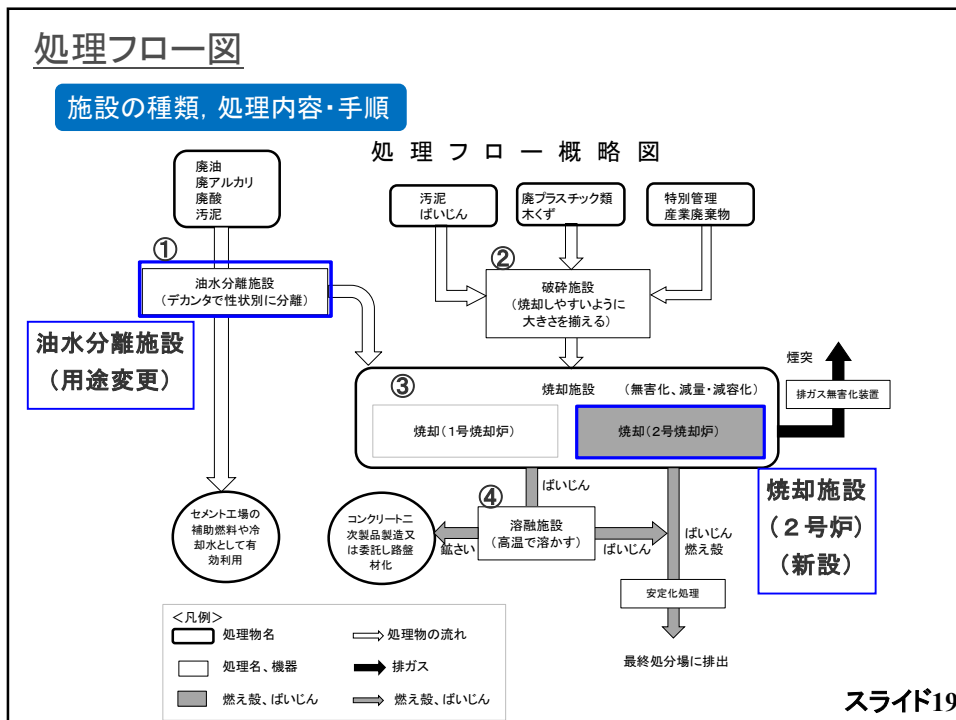 処理フロー図
施設の種類，処理内容・手順
処 理 フ ロ ー 概 略 図
廃油
廃アルカリ
廃酸
汚泥
汚泥
ばいじん
廃プラスチック類
木くず
特別管理
産業廃棄物
①
油水分離施設
（デカンタで性状別に分離）
②
破砕施設
（焼却しやすいように
大きさを揃える）
油水分離施設
（用途変更）
煙突
排ガス無害化装置
③
焼却施設　（無害化、減量・減容化）
焼却（１号焼却炉）
焼却（２号焼却炉）
焼却施設
（２号炉）
（新設）
セメント工場の
補助燃料や冷
却水として有
効利用
コンクリート二
次製品製造又
は委託し路盤
材化
ばいじん
④
溶融施設
（高温で溶かす）
鉱さい
ばいじん
ばいじん
燃え殻
安定化処理
最終処分場に排出
＜凡例＞
処理物名
処理物の流れ
処理名、機器
排ガス
燃え殻、ばいじん
燃え殻、ばいじん
スライド19